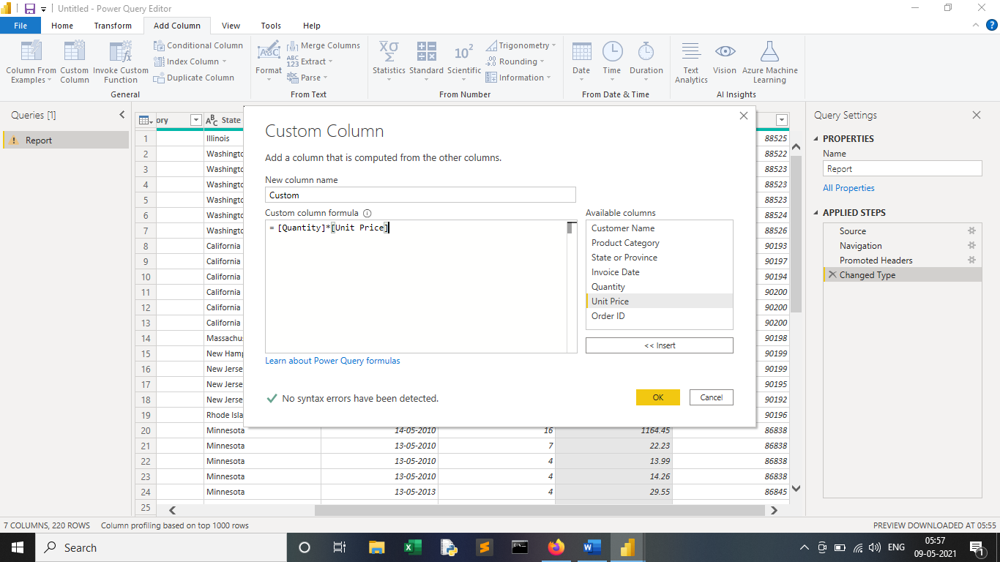 Untitled - Power Query Editor
File Home Transform Add Column View Tools Help
Column From Examples
Custom Column
Invoke Custom Function
Conditional Column
Index Column
Duplicate Column
General
Format
ABC
Merge Columns
ABC 123 Extract
abc Parse
From Text
XO Σ Statistics
Standard
10² Scientific
Trigonometry
.00 Rounding
Information
From Number
Date
Time
Duration
From Date & Time
Text Analytics
Vision
Azure Machine Learning
AI Insights
Queries [1]
Report
ory ABC State
1 Illinois 88525
2 Washingto 88522
3 Washingto 88523
4 Washingto 88523
5 Washingto 88523
6 Washingto 88524
7 Washingto 88526
8 California 90193
9 California 90197
10 California 90194
11 California 90200
12 California 90200
13 California 90200
14 Massachu 90198
15 New Hamp 90199
16 New Jerse 90199
17 New Jerse 90195
18 New Jerse 90192
19 Rhode Isla 90196
20 Minnesota 14-05-2010 16 1164.45 86838
21 Minnesota 13-05-2010 7 22.23 86838
22 Minnesota 13-05-2010 4 13.99 86838
23 Minnesota 13-05-2010 4 14.26 86838
24 Minnesota 13-05-2013 4 29.55 86845
25
Custom Column
Add a column that is computed from the other columns.
New column name
Custom
Custom column formula
= [Quantity]*[Unit Price]
Available columns
Customer Name
Product Category
State or Province
Invoice Date
Quantity
Unit Price
Order ID
<< Insert
Learn about Power Query formulas
No syntax errors have been detected.
OK Cancel
Query Settings
PROPERTIES
Name
Report
All Properties
APPLIED STEPS
Source
Navigation
Promoted Headers
Changed Type
7 COLUMNS, 220 ROWS Column profiling based on top 1000 rows PREVIEW DOWNLOADED AT 05:55
Search
ENG
05:57
09-05-2021
1